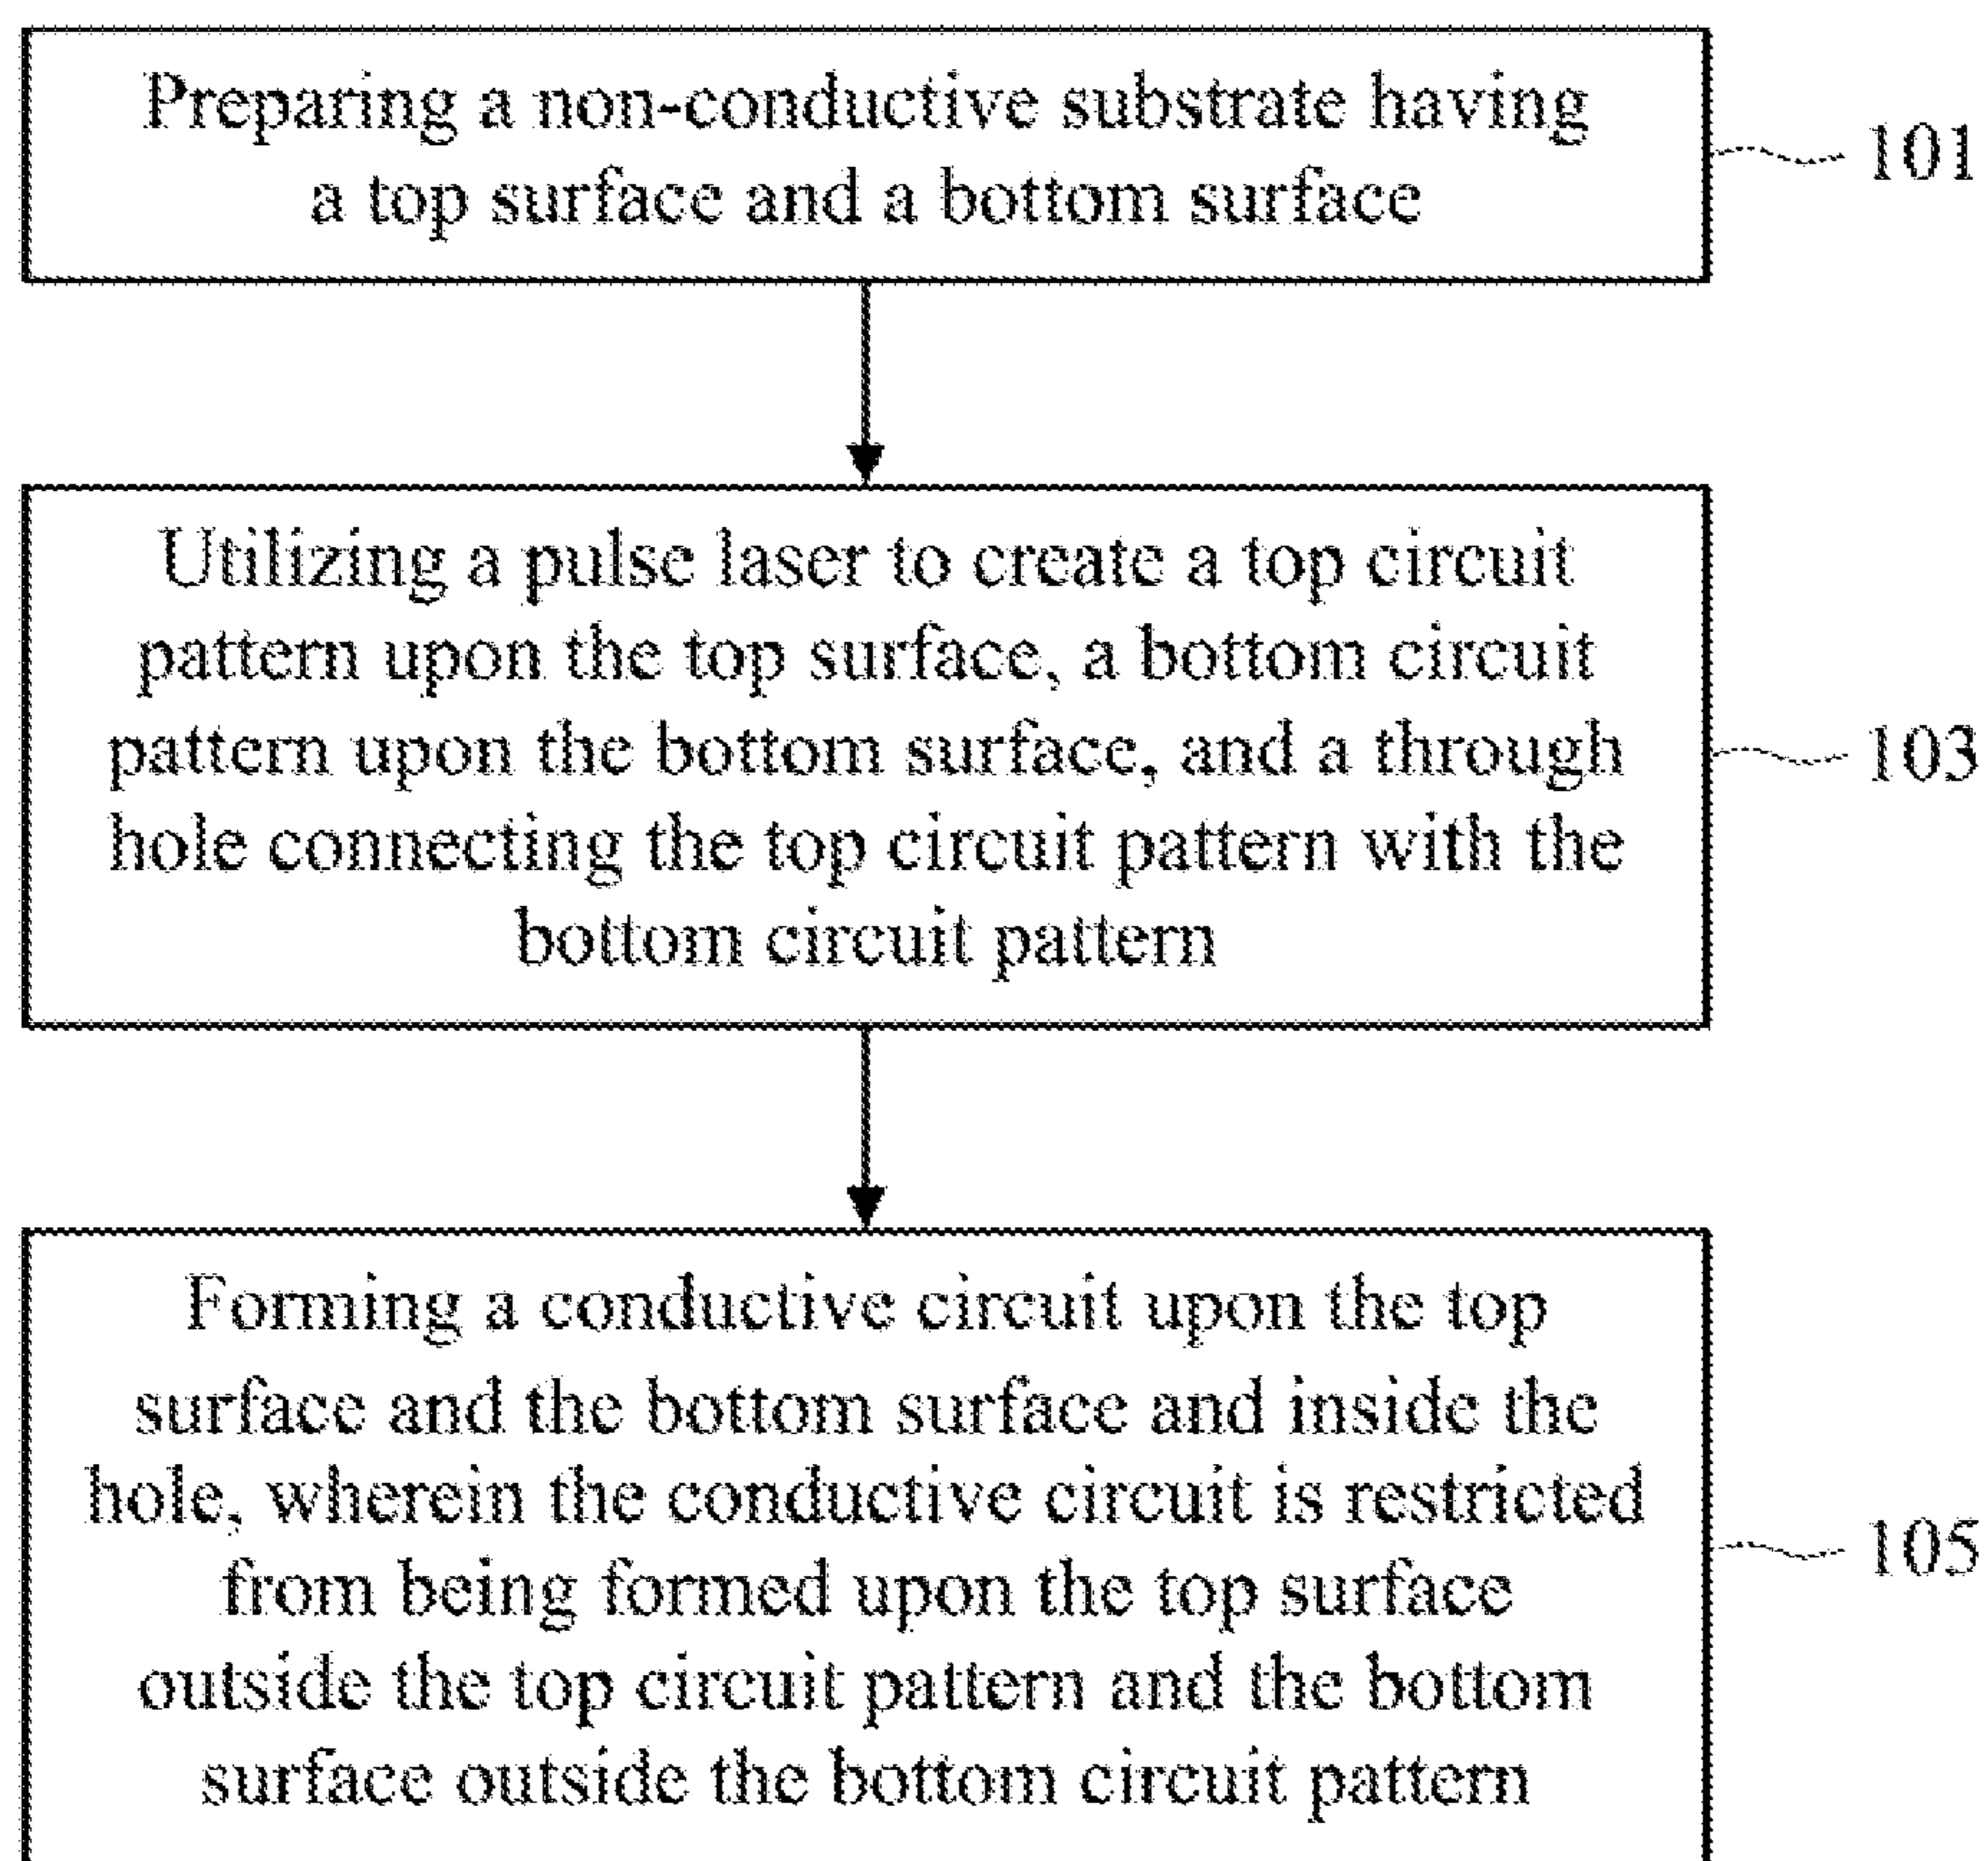 Preparing a non-conductive substrate having
a top surface and a bottom surface
101
Utilizing a pulse laser to create a top circuit
pattern upon the top surface, a bottom circuit
pattern upon the bottom surface, and a through
hole connecting the top circuit pattern with the
bottom circuit pattern
103
Forming a conductive circuit upon the top
surface and the bottom surface and inside the
hole, wherein the conductive circuit is restricted
from being formed upon the top surface
outside the top circuit pattern and the bottom
surface outside the bottom circuit pattern
105